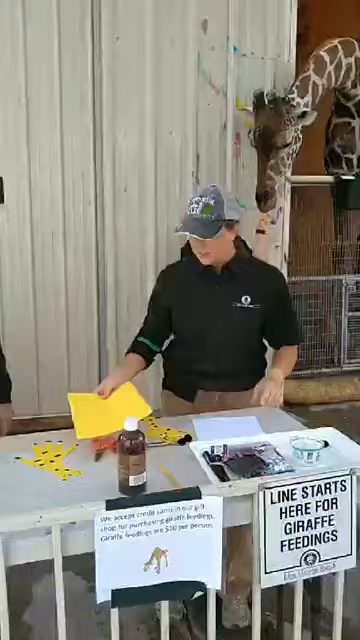 We accept credit cards in our gift
shop for purchasing giraffe feedings.
Giraffe feedings are $10 per person.
LINE STARTS
HERE FOR
GIRAFFE
FEEDINGS